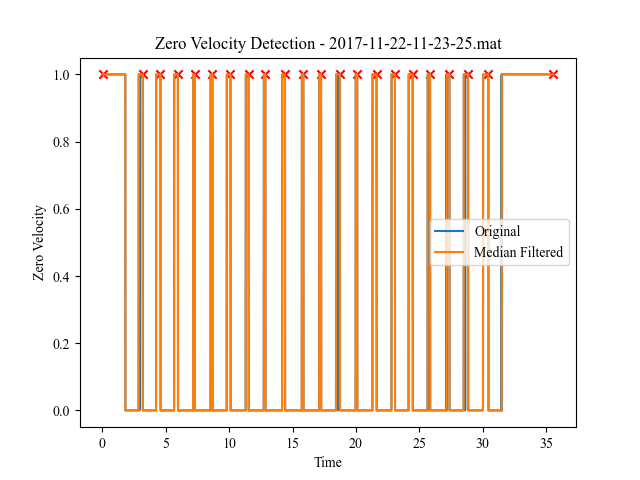 Zero Velocity Detection - 2017-11-22-11-23-25.mat
1.0
0.8
0.6
0.4
0.2
0.0
Zero Velocity
Original
Median Filtered
0 5 10 15 20 25 30 35
Time